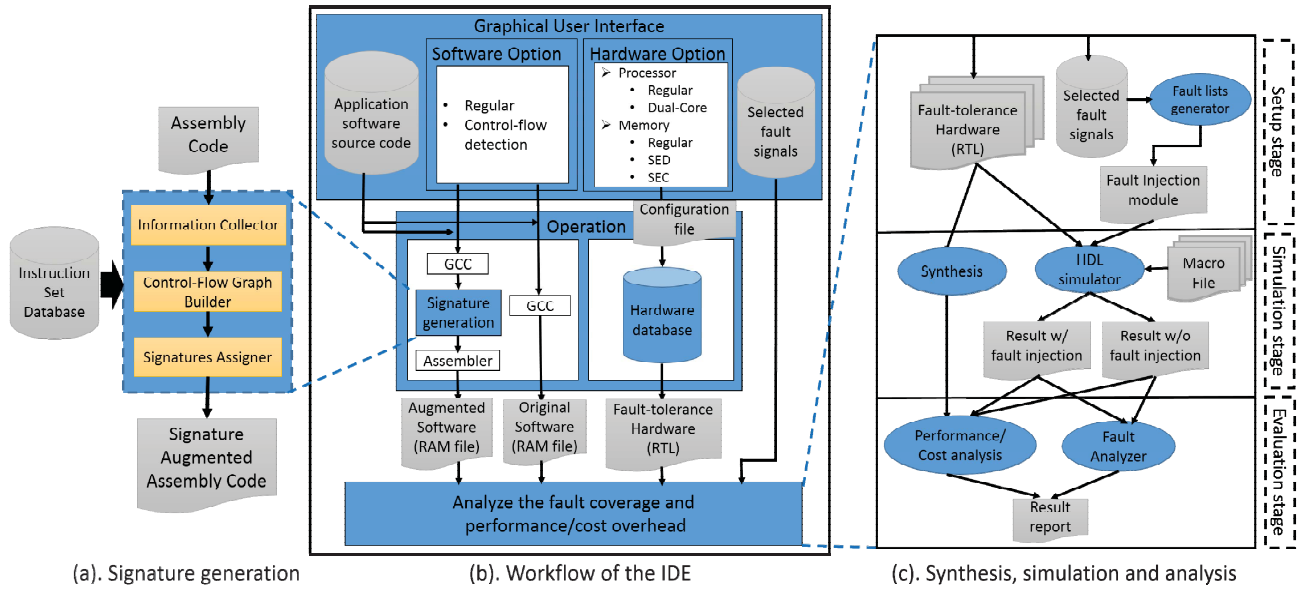 Assembly
Code
Information Collector
Control-Flow Graph
Builder
Signatures Assigner
Instruction
Set
Database
Signature
Augmented
Assembly Code
(a). Signature generation
Graphical User Interface
Application
software
source code
Software Option
• Regular
• Control-flow
detection
Hardware Option
➢ Processor
• Regular
• Dual-Core
➢ Memory
• Regular
• SED
• SEC
Selected
fault
signals
Configuration
file
Operation
GCC
Signature
generation
Assembler
GCC
Hardware
database
Augmented
Software
(RAM file)
Original
Software
(RAM file)
Fault-tolerance
Hardware
(RTL)
Analyze the fault coverage and
performance/cost overhead
(b). Workflow of the IDE
Fault-tolerance
Hardware
(RTL)
Selected
fault
signals
Fault lists
generator
Fault Injection
module
Setup stage
Synthesis
HDL
simulator
Macro
File
Result w/
fault injection
Result w/o
fault injection
Simulation stage
Performance/
Cost analysis
Fault
Analyzer
Result
report
Evaluation stage
(c). Synthesis, simulation and analysis